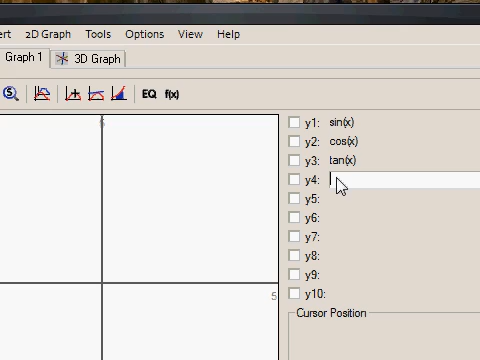 ert 2D Graph Tools Options View Help
Graph 1 3D Graph
EQ f(x)
y1: sin(x)
y2: cos(x)
y3: tan(x)
y4:
y5:
y6:
y7:
y8:
y9:
5
y10:
Cursor Position